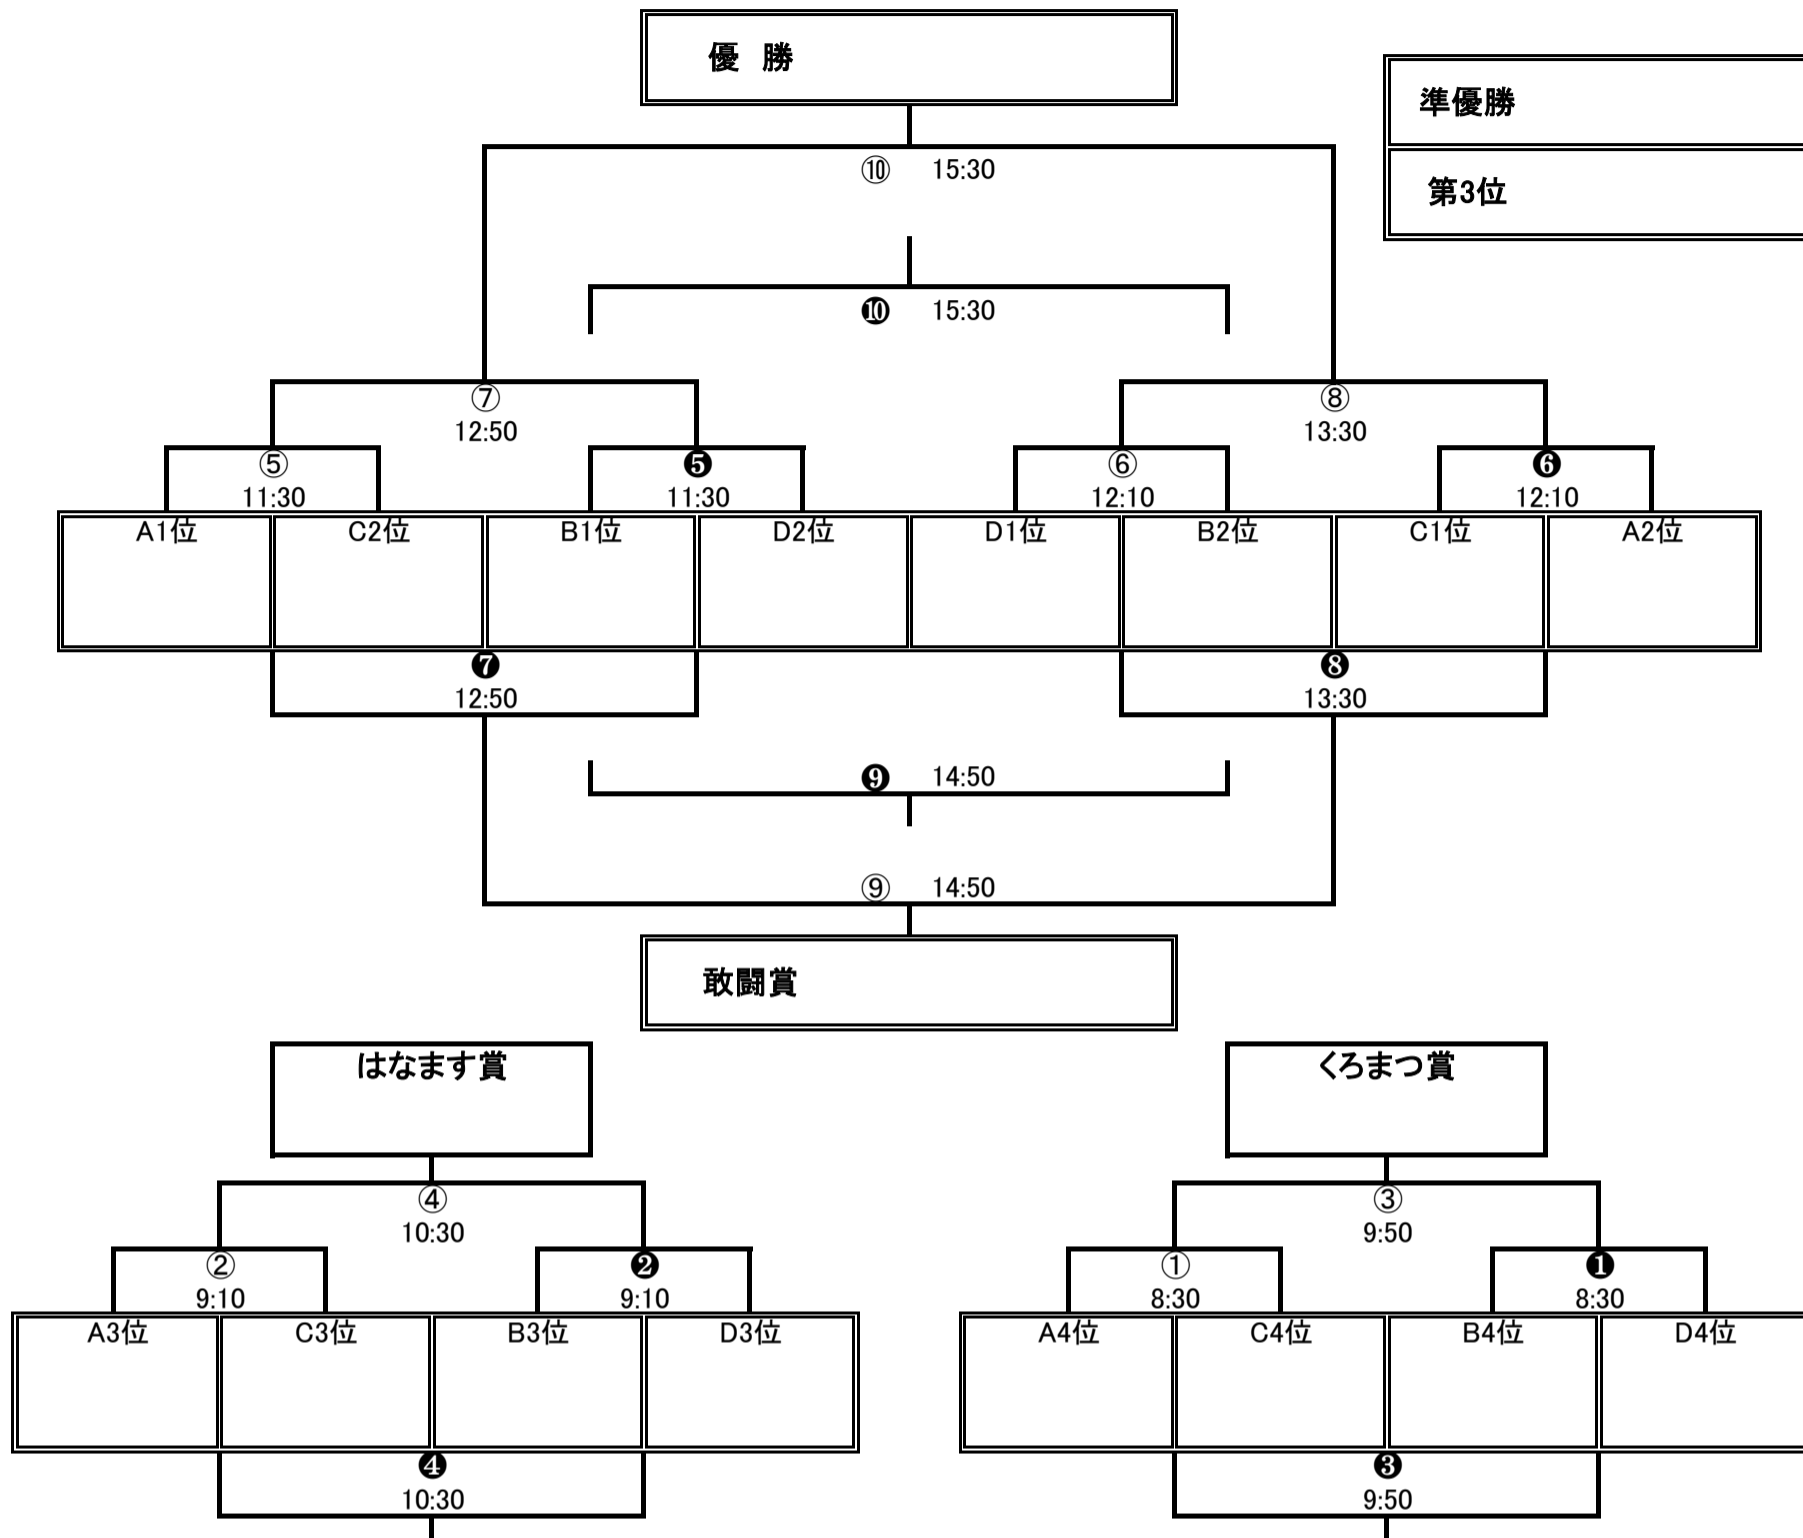 優 勝
準優勝
第3位
⑩ 15:30
❿ 15:30
⑦ ⑧
12:50 13:30
⑤ ❺ ⑥ ❻
11:30 11:30 12:10 12:10
A1位 C2位 B1位 D2位 D1位 B2位 C1位 A2位
❼ ❽
12:50 13:30
❾ 14:50
⑨ 14:50
敢闘賞
はなます賞 くろまつ賞
④ ③
10:30 9:50
② ❷ ① ❶
9:10 9:10 8:30 8:30
A3位 C3位 B3位 D3位 A4位 C4位 B4位 D4位
❹ ❸
10:30 9:50